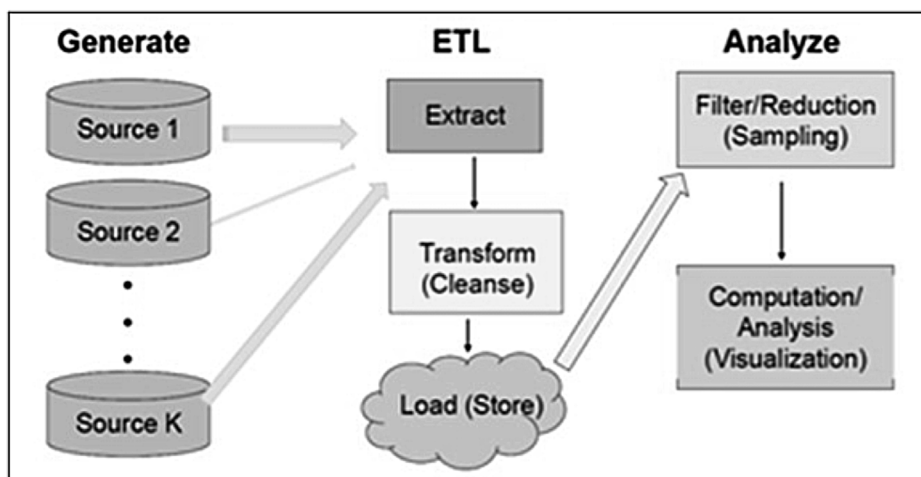 Generate
Source 1
Source 2
Source K
ETL
Extract
Transform
(Cleanse)
Load (Store)
Analyze
Filter/Reduction
(Sampling)
Computation/
Analysis
(Visualization)